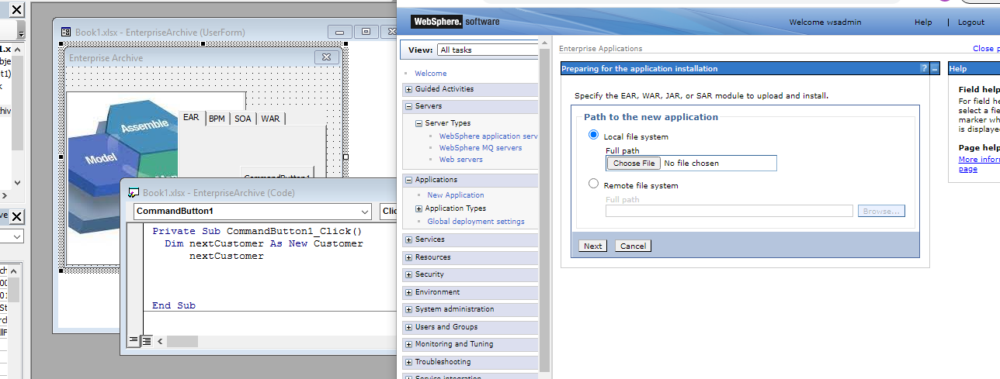 Book1.xlsx - EnterpriseArchive (UserForm)
Enterprise Archive
Assemble
Model
EAR
BPM
SOA
WAR
Book1.xlsx - EnterpriseArchive (Code)
CommandButton1
Private Sub CommandButton1_Click()
Dim nextCustomer As New Customer
nextCustomer
End Sub
WebSphere. software
Welcome wsadmin
Help
Logout
View: All tasks
Welcome
Guided Activities
Servers
Server Types
WebSphere application serv
WebSphere MQ servers
Web servers
Applications
New Application
Application Types
Global deployment settings
Services
Resources
Security
Environment
System administration
Users and Groups
Monitoring and Tuning
Troubleshooting
Service integration
Enterprise Applications
Close p
Preparing for the application installation
?
Specify the EAR, WAR, JAR, or SAR module to upload and install.
Path to the new application
Local file system
Full path
Choose File No file chosen
Remote file system
Full path
Browse...
Next
Cancel
Help
Field help
For field he
select a fie
marker wh
is displaye
Page help
More infor
page